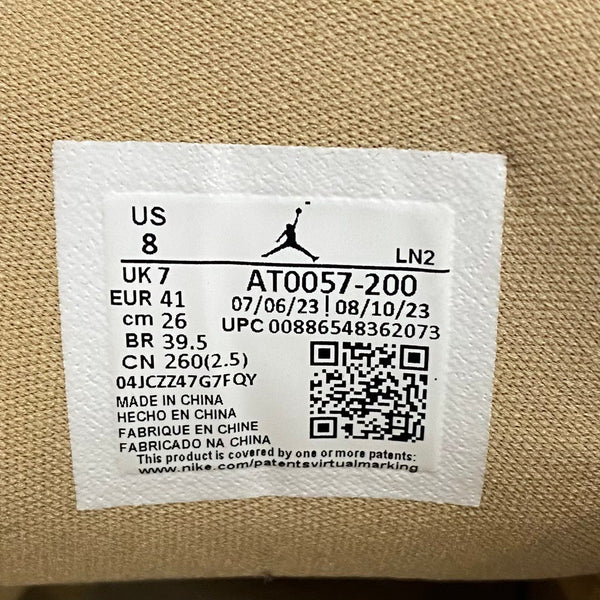 US
8
LN2
UK 7
AT0057-200
EUR 41
07/06/23 | 08/10/23
cm 26
UPC 00886548362073
BR 39.5
CN 260(2.5)
04JCZZ47G7FQY
MADE IN CHINA
HECHO EN CHINA
FABRIQUE EN CHINE
FABRICADO NA CHINA
This product is covered by one or more patents:
www.nike.com/patentsvirtualmarking